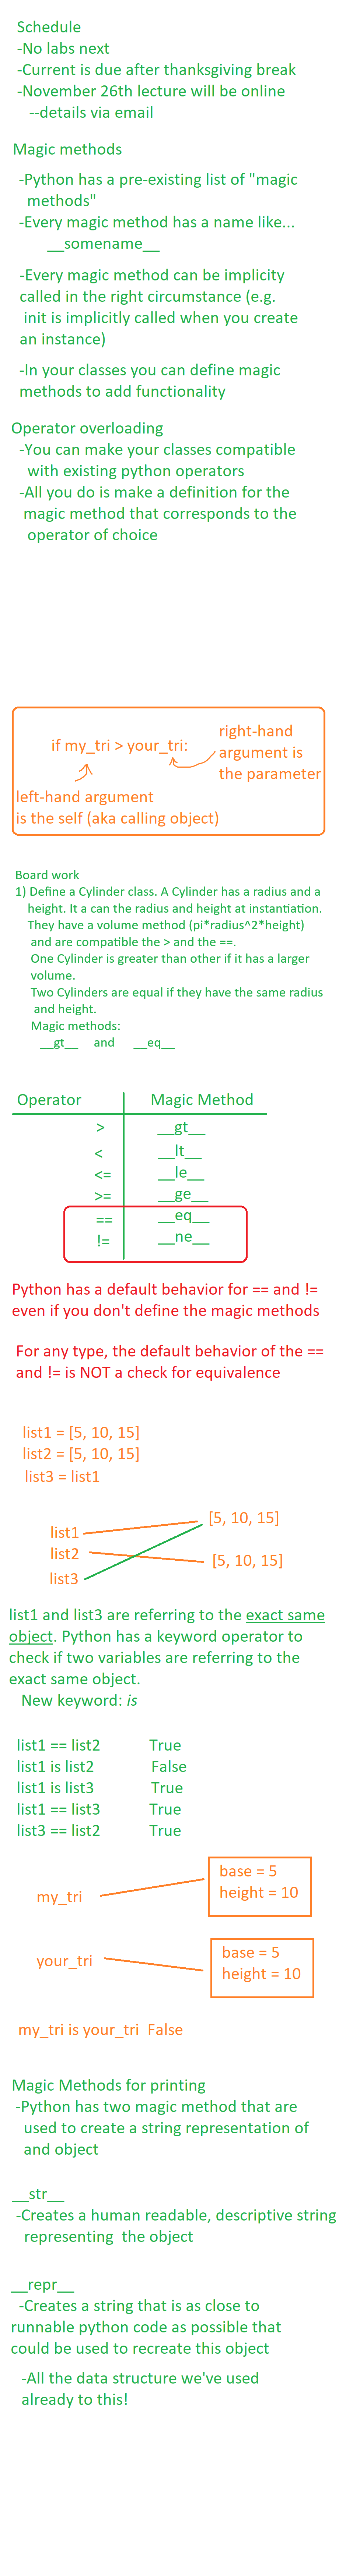 Schedule
-No labs next
-Current is due after thanksgiving break
-November 26th lecture will be online
--details via email
Magic methods
-Python has a pre-existing list of "magic
methods"
-Every magic method has a name like...
__somename__
-Every magic method can be implicity
called in the right circumstance (e.g.
init is implicitly called when you create
an instance)
-In your classes you can define magic
methods to add functionality
Operator overloading
-You can make your classes compatible
with existing python operators
-All you do is make a definition for the
magic method that corresponds to the
operator of choice
if my_tri > your_tri:
right-hand
argument is
the parameter
left-hand argument
is the self (aka calling object)
Board work
1) Define a Cylinder class. A Cylinder has a radius and a
height. It a can the radius and height at instantiation.
They have a volume method (pi*radius^2*height)
and are compatible the > and the ==.
One Cylinder is greater than other if it has a larger
volume.
Two Cylinders are equal if they have the same radius
and height.
Magic methods:
__gt__ and __eq__
Operator Magic Method
> __gt__
< __lt__
<= __le__
>= __ge__
== __eq__
!= __ne__
Python has a default behavior for == and !=
even if you don't define the magic methods
For any type, the default behavior of the ==
and != is NOT a check for equivalence
list1 = [5, 10, 15]
list2 = [5, 10, 15]
list3 = list1
[5, 10, 15]
list1
list2
[5, 10, 15]
list3
list1 and list3 are referring to the exact same
object. Python has a keyword operator to
check if two variables are referring to the
exact same object.
New keyword: is
list1 == list2 True
list1 is list2 False
list1 is list3 True
list1 == list3 True
list3 == list2 True
base = 5
height = 10
my_tri
base = 5
height = 10
your_tri
my_tri is your_tri False
Magic Methods for printing
-Python has two magic method that are
used to create a string representation of
and object
__str__
-Creates a human readable, descriptive string
representing the object
__repr__
-Creates a string that is as close to
runnable python code as possible that
could be used to recreate this object
-All the data structure we've used
already to this!